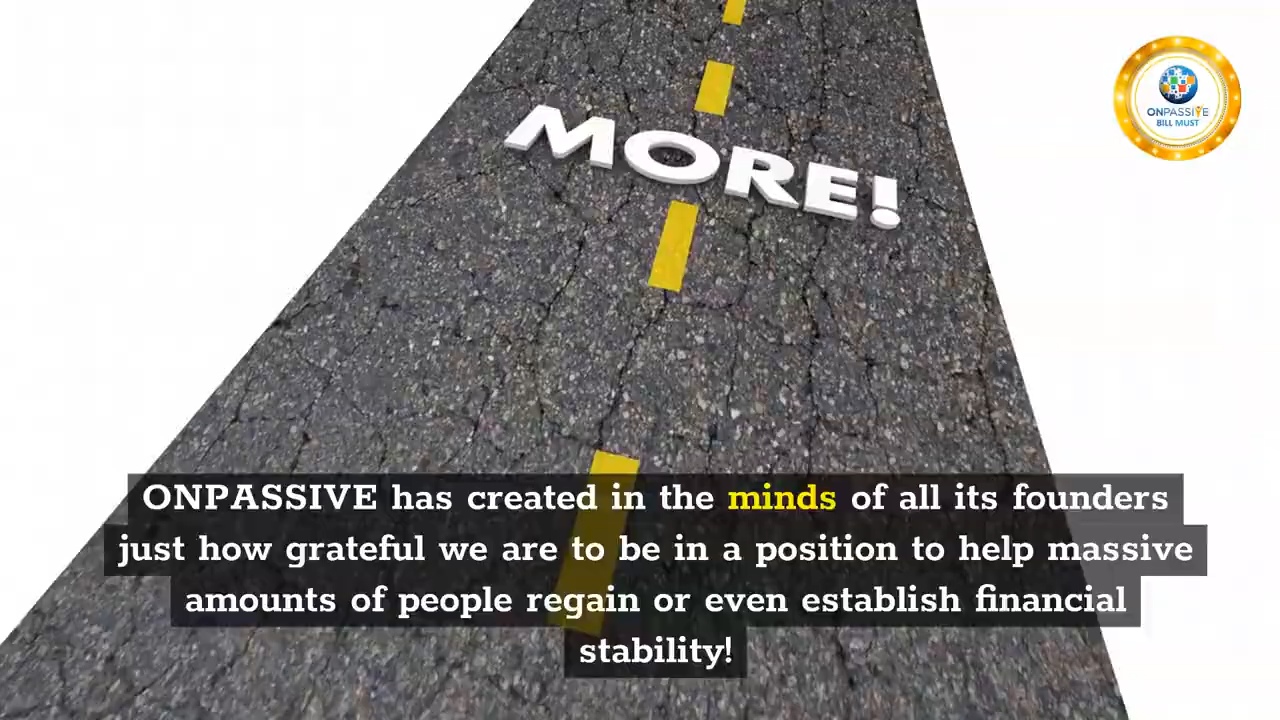 MORE!
ONPASSIVE
BILL MUST
ONPASSIVE has created in the minds of all its founders
just how grateful we are to be in a position to help massive
amounts of people regain or even establish financial
stability!